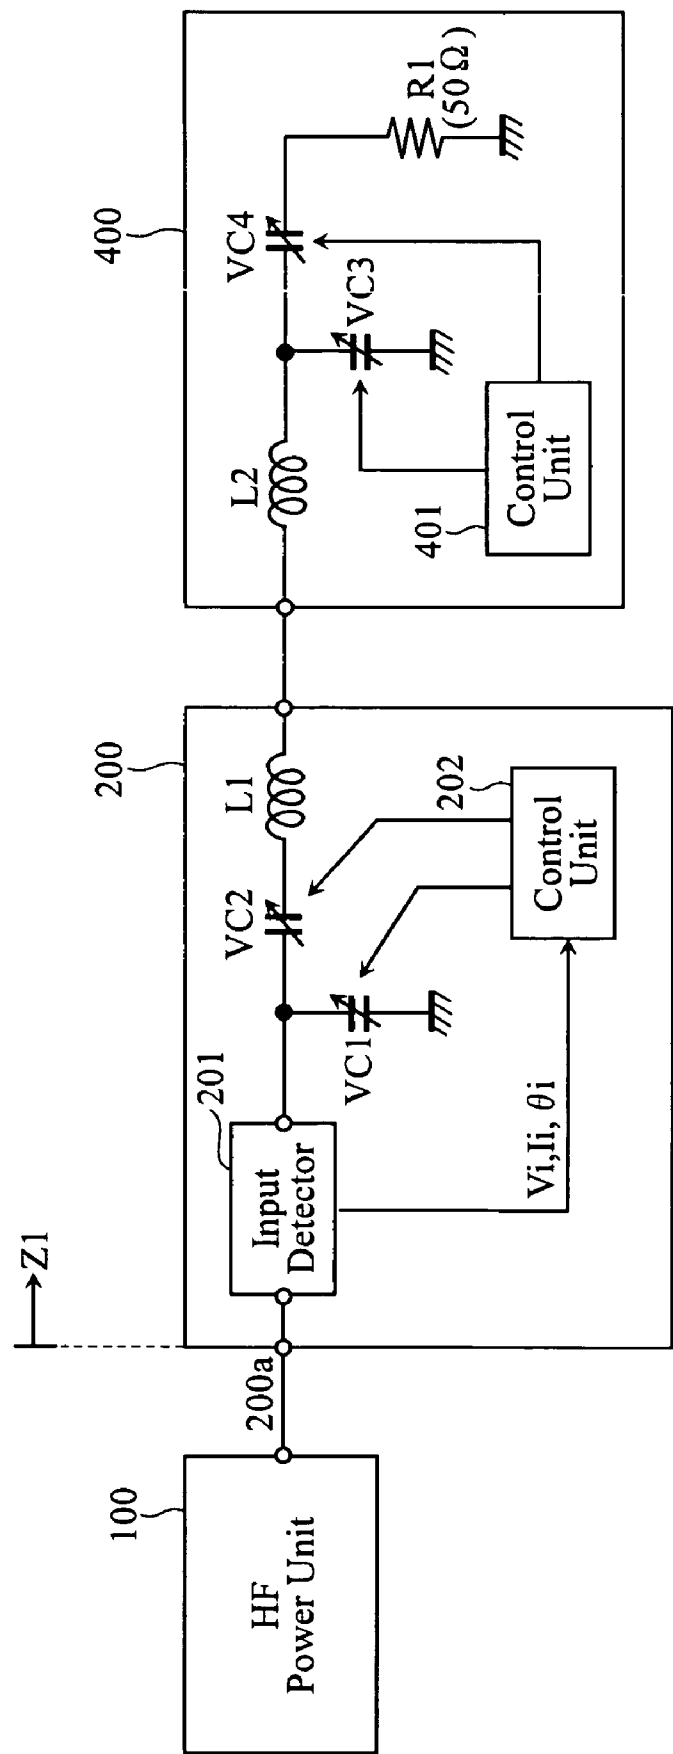 100
HF
Power Unit
200a
Z1
200
201
Input
Detector
VC1
VC2
L1
Vi,Ii, θi
202
Control
Unit
400
L2
VC3
VC4
R1
(50Ω)
401
Control
Unit